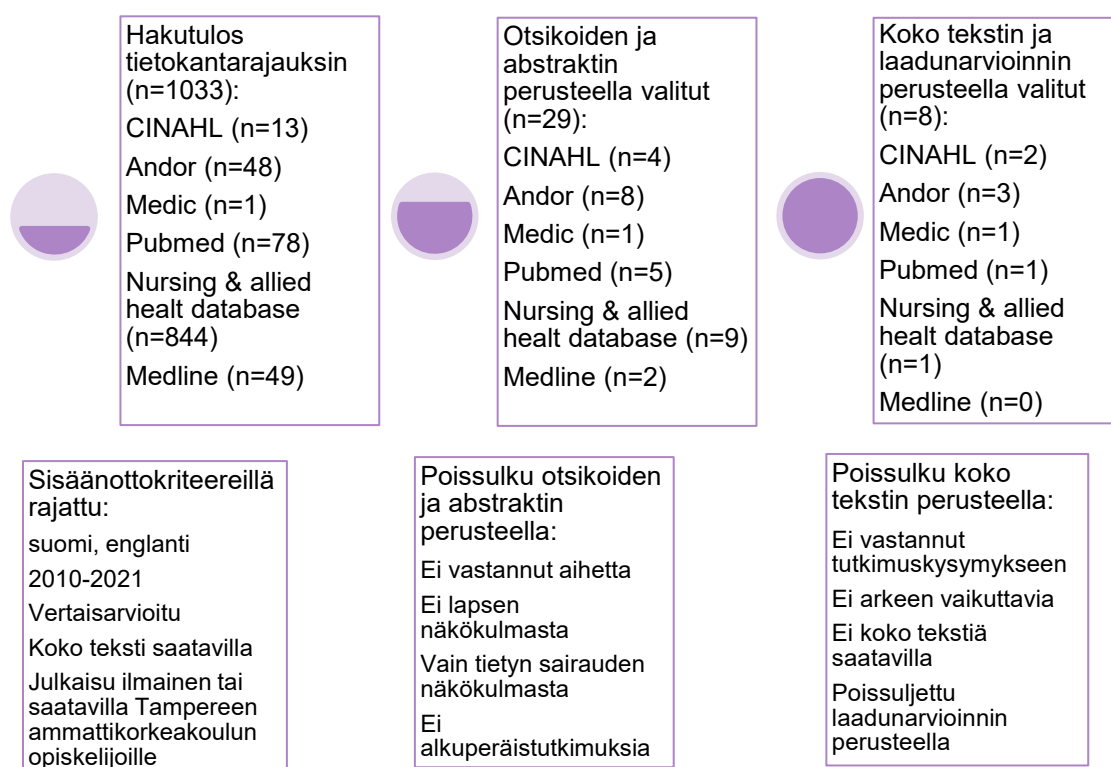 Hakutulos
tietokantarajauksin
(n=1033):
CINAHL (n=13)
Andor (n=48)
Medic (n=1)
Pubmed (n=78)
Nursing & allied
healt database
(n=844)
Medline (n=49)
Otsikoiden ja
abstraktin
perusteella valitut
(n=29):
CINAHL (n=4)
Andor (n=8)
Medic (n=1)
Pubmed (n=5)
Nursing & allied
healt database (n=9)
Medline (n=2)
Koko tekstin ja
laadunarvioinnin
perusteella valitut
(n=8):
CINAHL (n=2)
Andor (n=3)
Medic (n=1)
Pubmed (n=1)
Nursing & allied
healt database
(n=1)
Medline (n=0)
Sisäänottokriteereillä
rajattu:
suomi, englanti
2010-2021
Vertaisarvioitu
Koko teksti saatavilla
Julkaisu ilmainen tai
saatavilla Tampereen
ammattikorkeakoulun
opiskelijoille
Poissulku otsikoiden
ja abstraktin
perusteella:
Ei vastannut aihetta
Ei lapsen
näkökulmasta
Vain tietyn sairauden
näkökulmasta
Ei
alkuperäistutkimuksia
Poissulku koko
tekstin perusteella:
Ei vastannut
tutkimuskysymykseen
Ei arkeen vaikuttavia
Ei koko tekstiä
saatavilla
Poissuljettu
laadunarvioinnin
perusteella